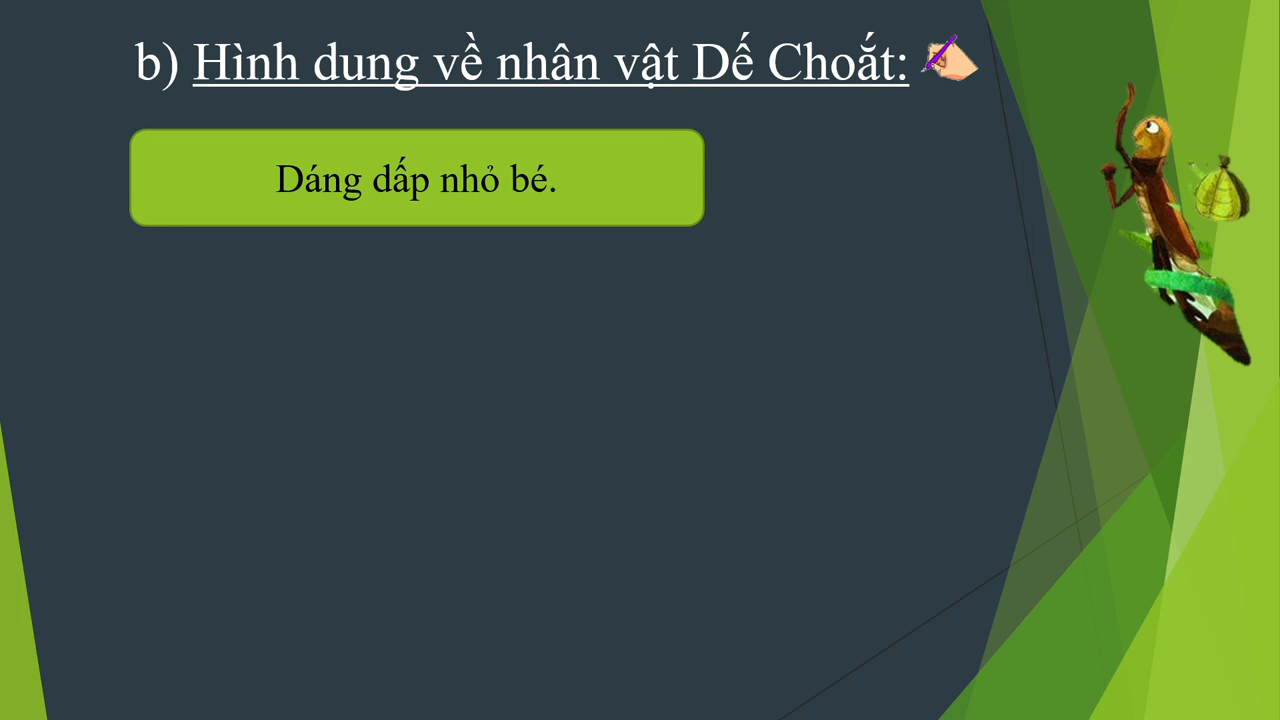 b) Hình dung về nhân vật Dế Choắt:
Dáng dấp nhỏ bé.